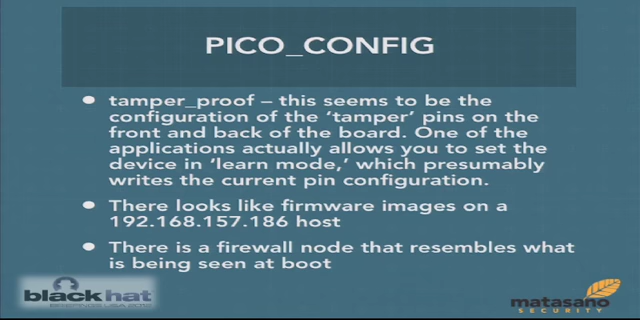 PICO_CONFIG
tamper_proof – this seems to be the
configuration of the ‘tamper’ pins on the
front and back of the board. One of the
applications actually allows you to set the
device in ‘learn mode,’ which presumably
writes the current pin configuration.
There looks like firmware images on a
192.168.157.186 host
There is a firewall node that resembles what
is being seen at boot
blackhat
matasano
SECURITY